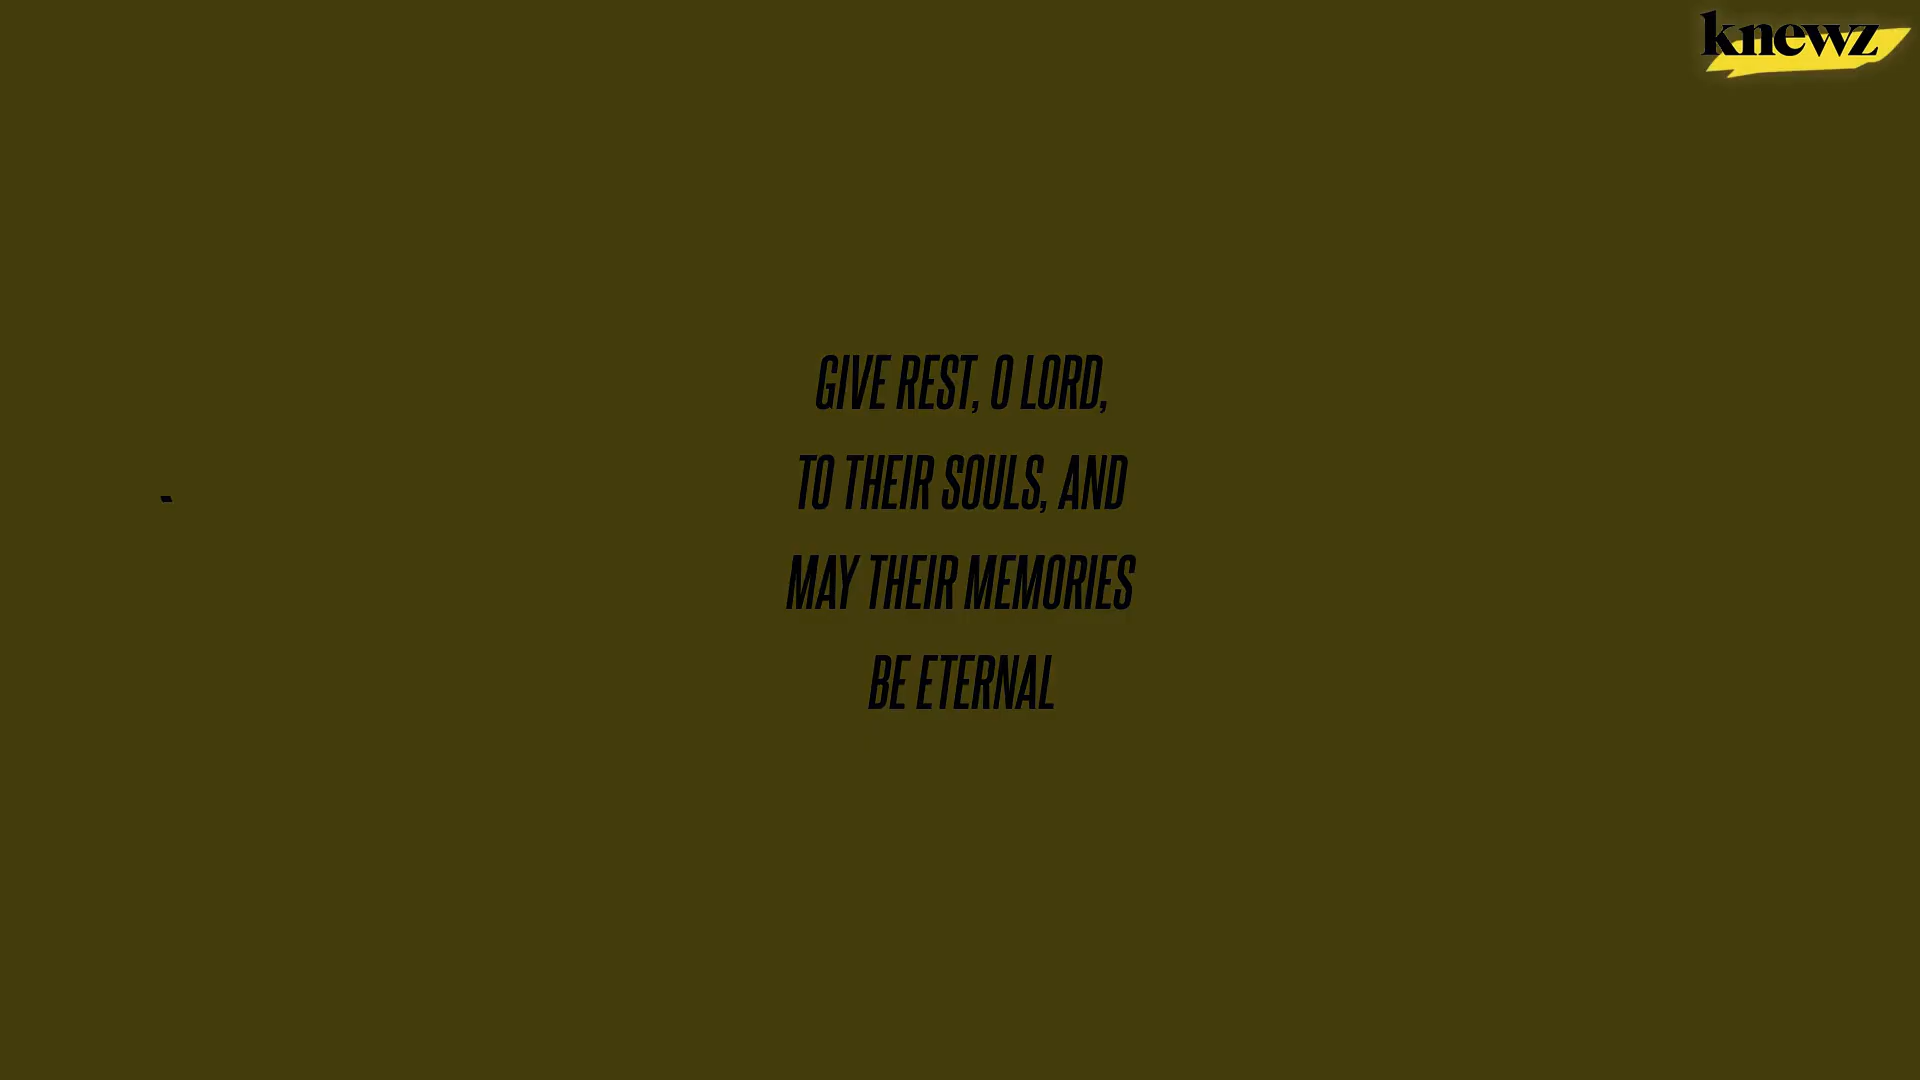 knewz
GIVE REST, O LORD,
TO THEIR SOULS, AND
MAY THEIR MEMORIES
BE ETERNAL
-